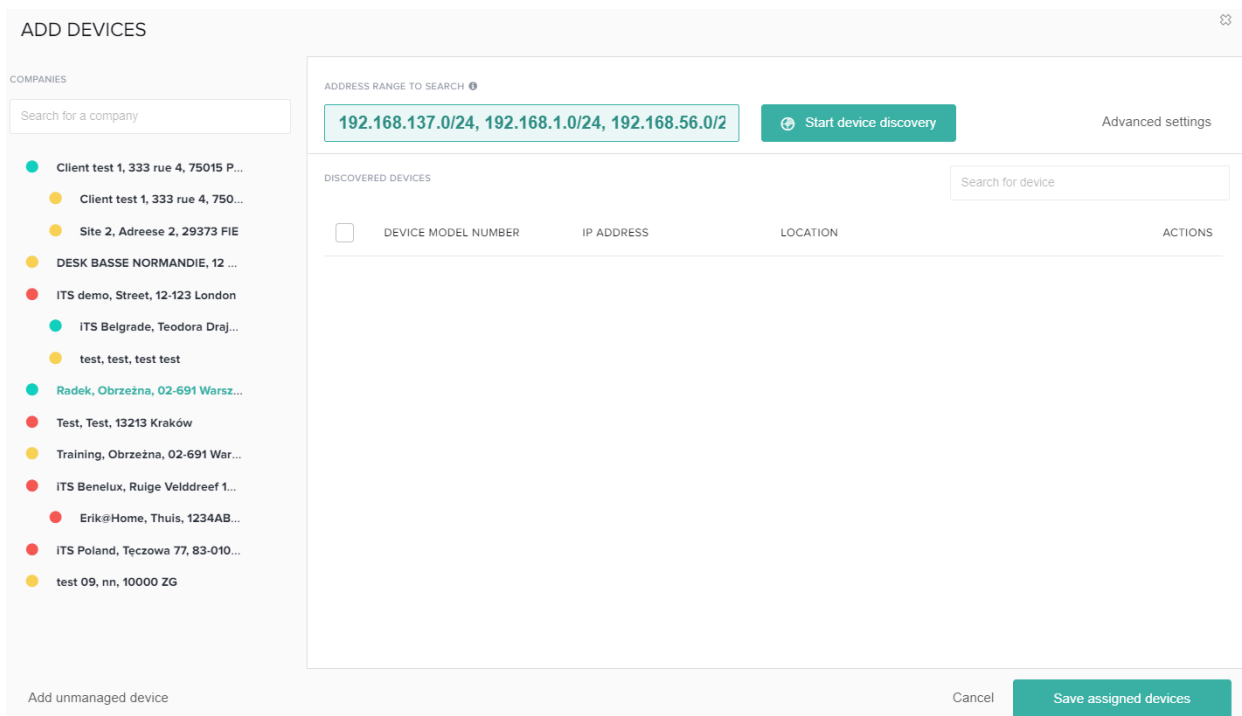 ADD DEVICES
COMPANIES
Search for a company
Client test 1, 333 rue 4, 75015 P...
Client test 1, 333 rue 4, 750...
Site 2, Adreese 2, 29373 FIE
DESK BASSE NORMANDIE, 12 ...
ITS demo, Street, 12-123 London
iTS Belgrade, Teodora Draj...
test, test, test test
Radek, Obrzeżna, 02-691 Warsz...
Test, Test, 13213 Kraków
Training, Obrzeżna, 02-691 War...
iTS Benelux, Ruige Velddreef 1...
Erik@Home, Thuis, 1234AB...
iTS Poland, Tęczowa 77, 83-010...
test 09, nn, 10000 ZG
ADDRESS RANGE TO SEARCH
192.168.137.0/24, 192.168.1.0/24, 192.168.56.0/2
Start device discovery
Advanced settings
DISCOVERED DEVICES
Search for device
DEVICE MODEL NUMBER IP ADDRESS LOCATION ACTIONS
Add unmanaged device
Cancel
Save assigned devices